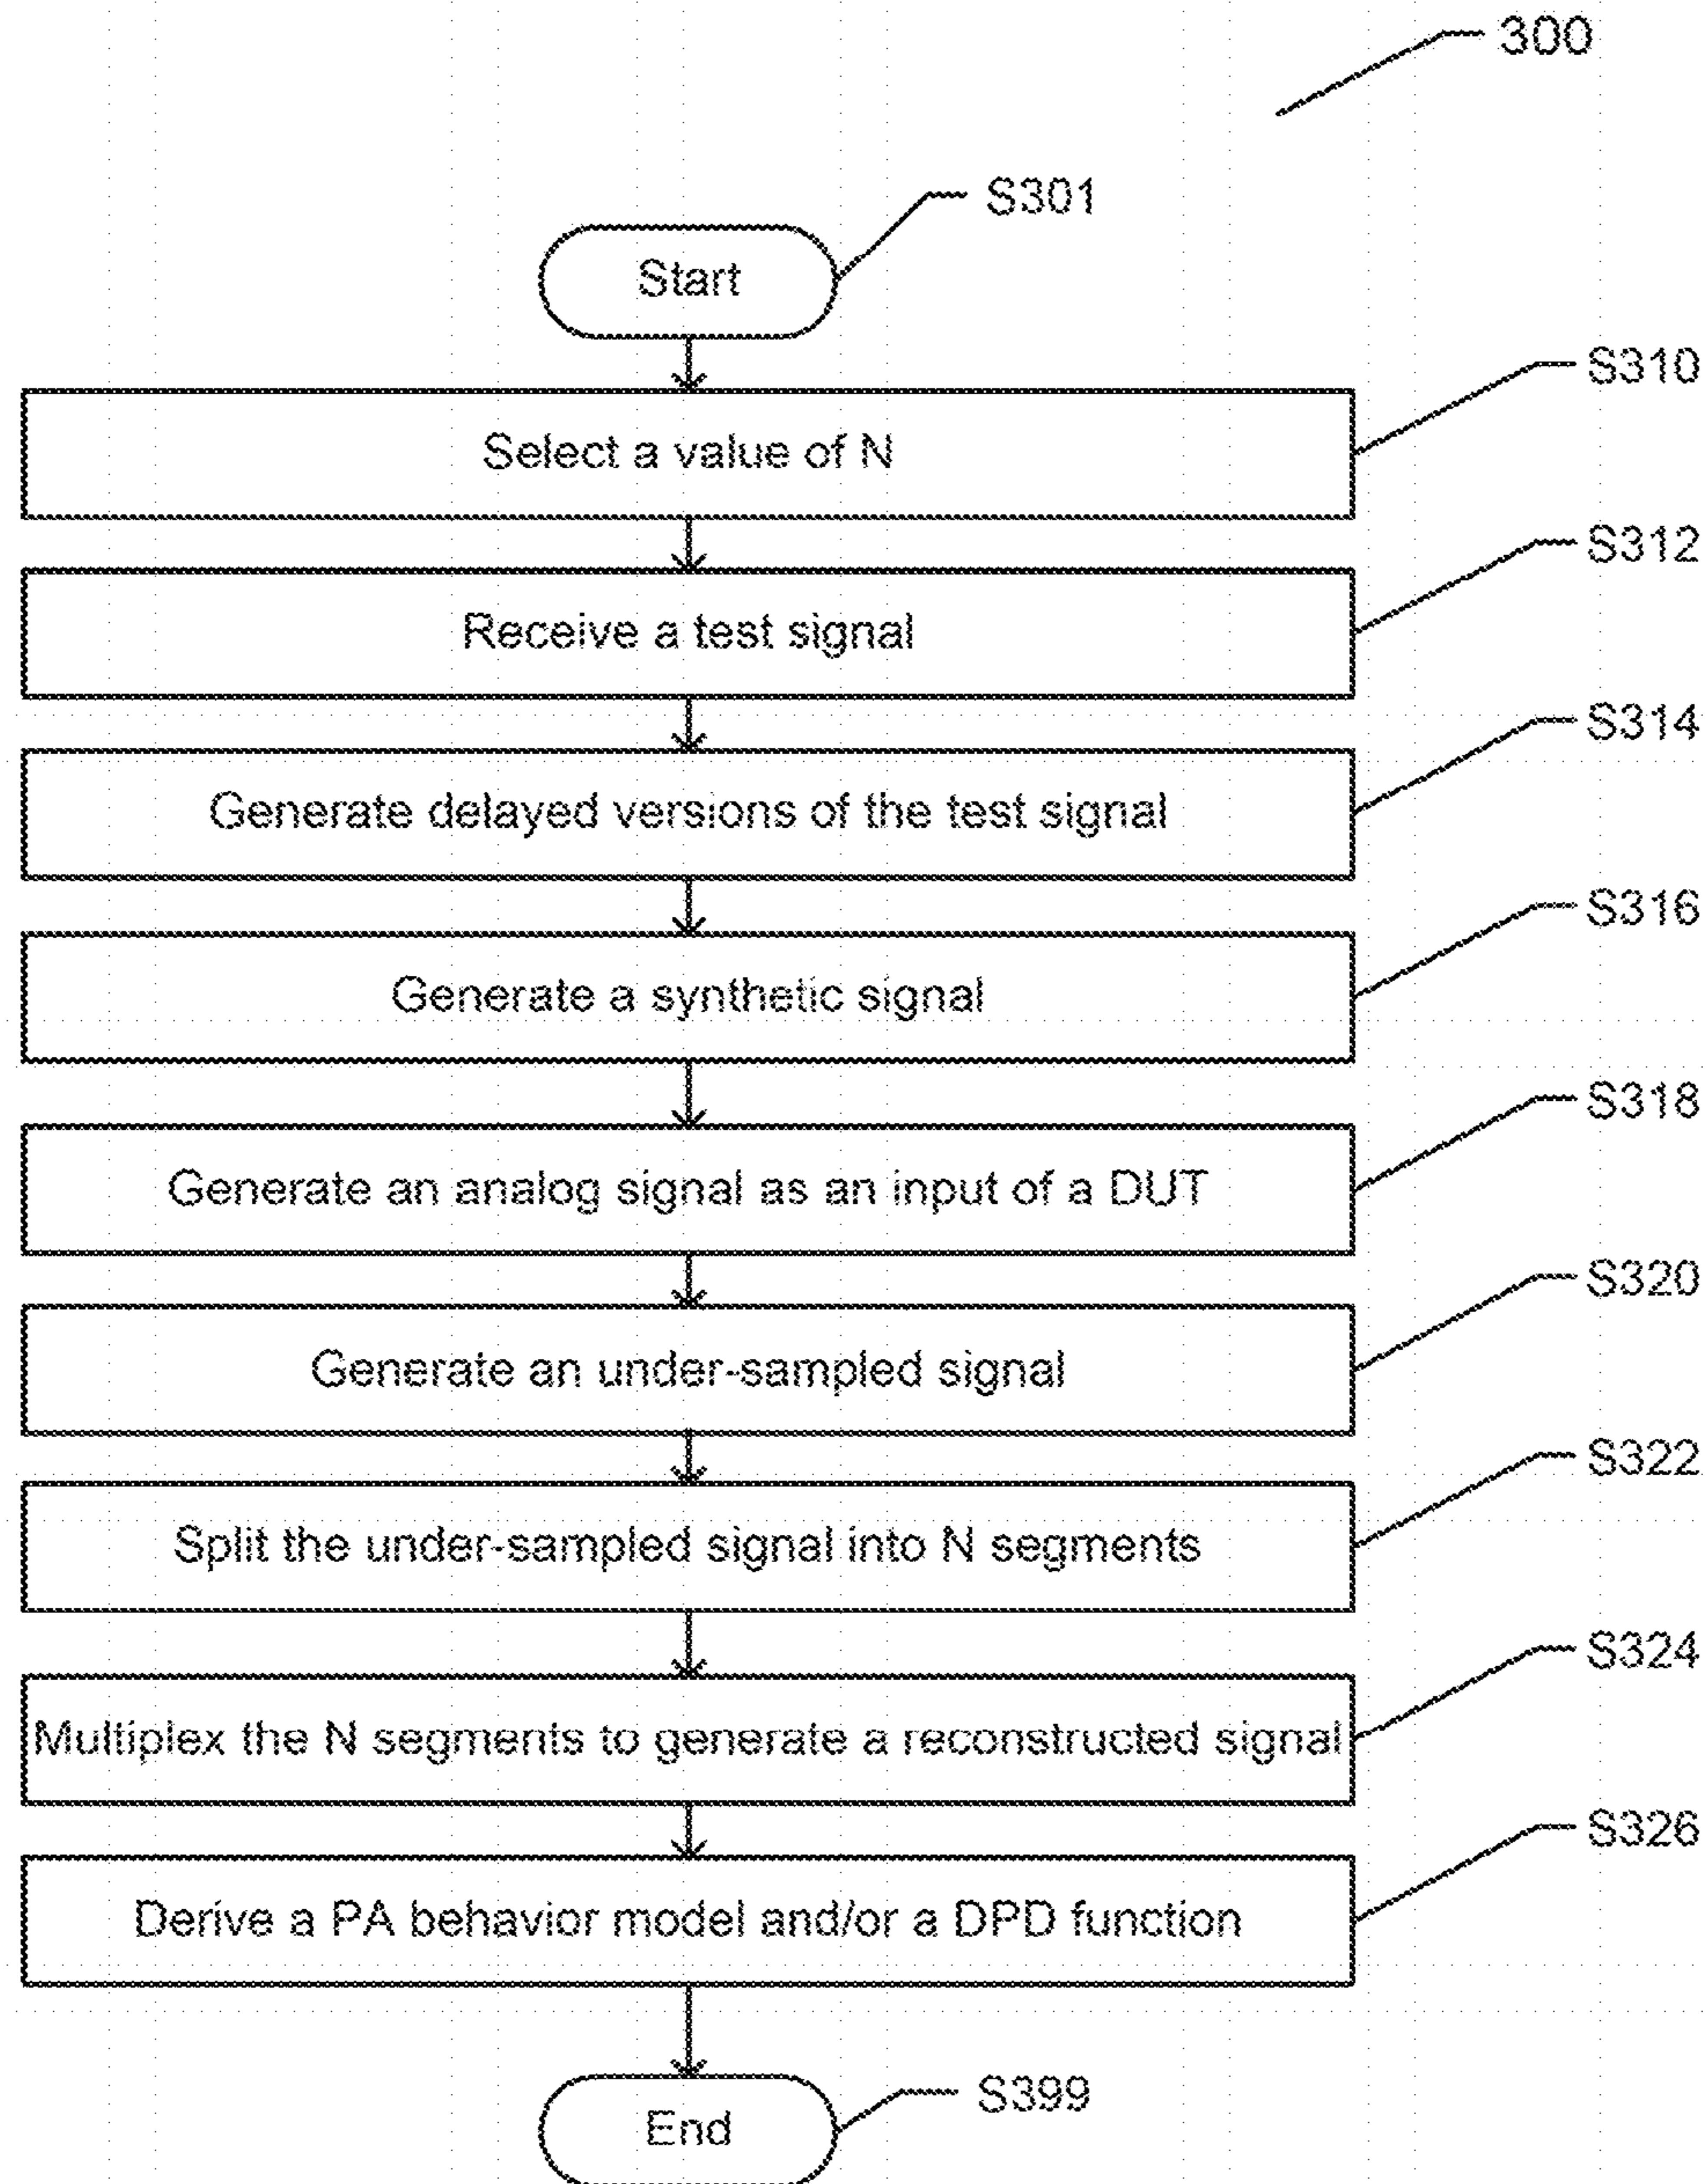 300
S301
Start
S310
Select a value of N
S312
Receive a test signal
S314
Generate delayed versions of the test signal
S316
Generate a synthetic signal
S318
Generate an analog signal as an input of a DUT
S320
Generate an under-sampled signal
S322
Split the under-sampled signal into N segments
S324
Multiplex the N segments to generate a reconstructed signal
S326
Derive a PA behavior model and/or a DPD function
S399
End